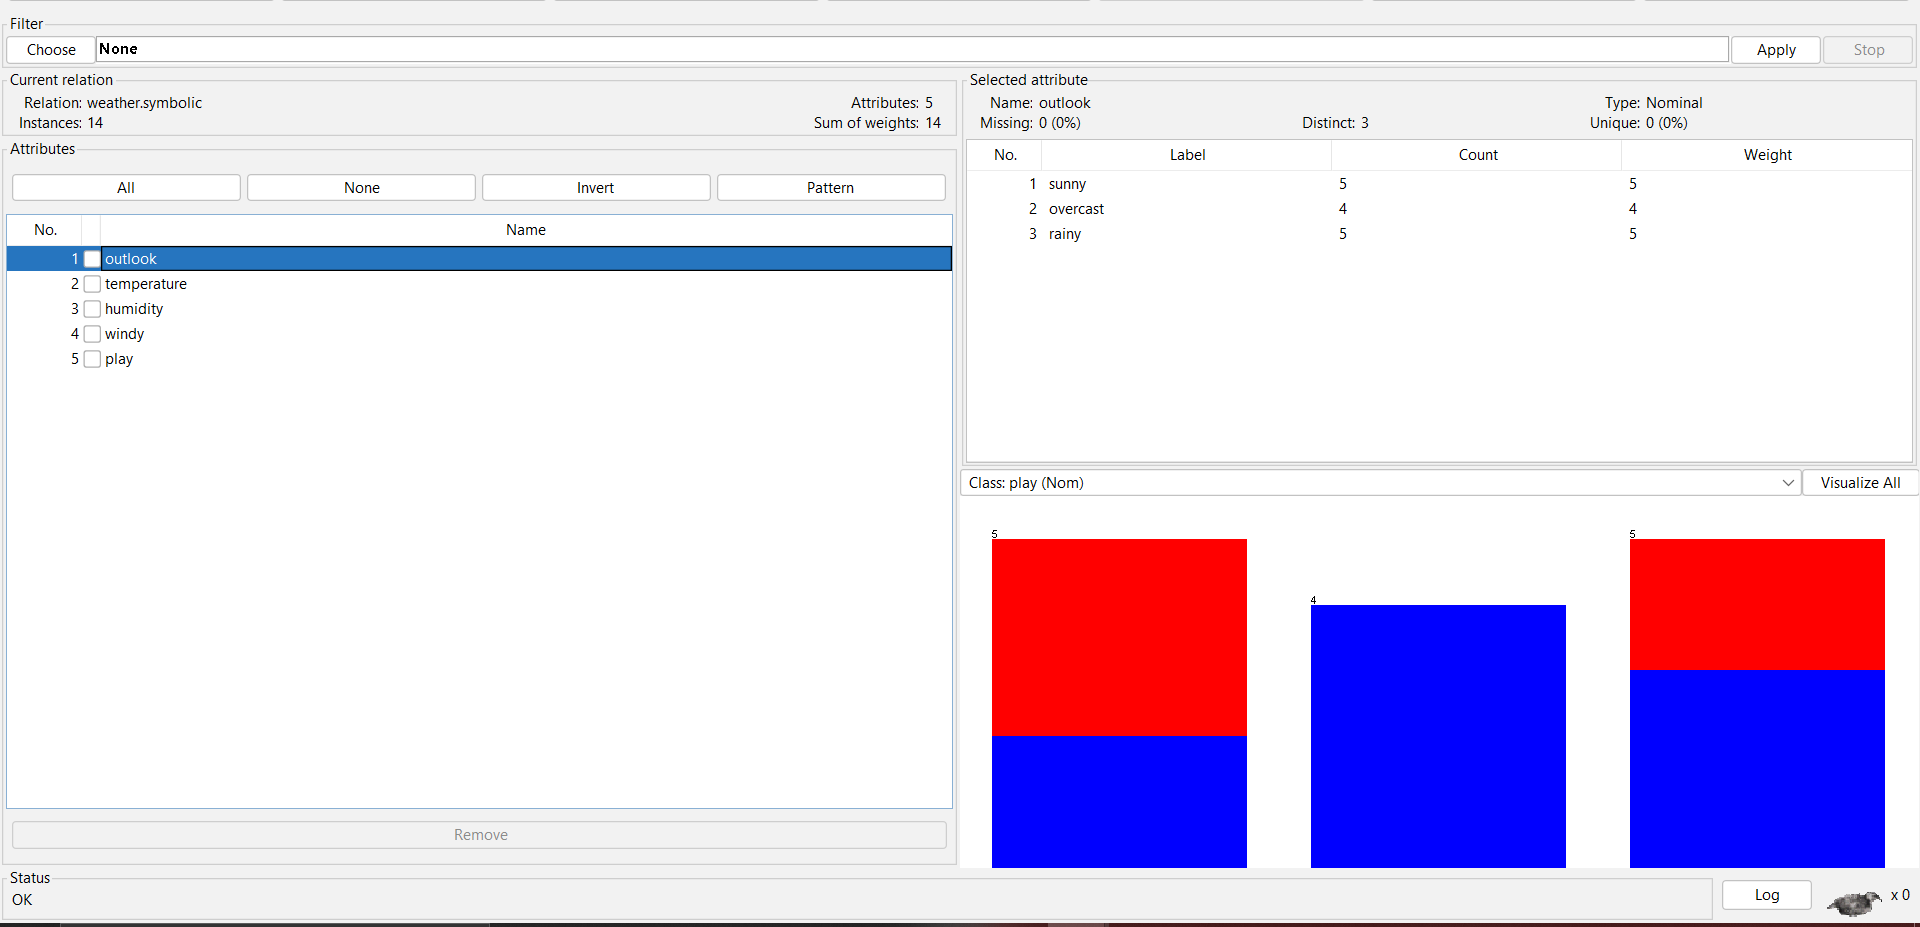 Filter
Choose None Apply Stop
Current relation
Relation: weather.symbolic Attributes: 5
Instances: 14 Sum of weights: 14
Attributes
All None Invert Pattern
No. Name
1 outlook
2 temperature
3 humidity
4 windy
5 play
Remove
Selected attribute
Name: outlook Type: Nominal
Missing: 0 (0%) Distinct: 3 Unique: 0 (0%)
No. Label Count Weight
1 sunny 5 5
2 overcast 4 4
3 rainy 5 5
Class: play (Nom) Visualize All
5 5
4
Status
OK
Log x 0